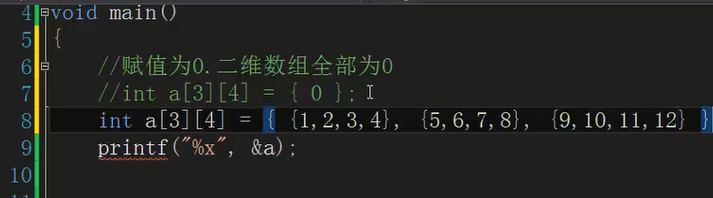 4 void main()
5 {
6 //赋值为0.二维数组全部为0
7 //int a[3][4] = { 0 };
8 int a[3][4] = { {1,2,3,4}, {5,6,7,8}, {9,10,11,12} }
9 printf("%x", &a);
10